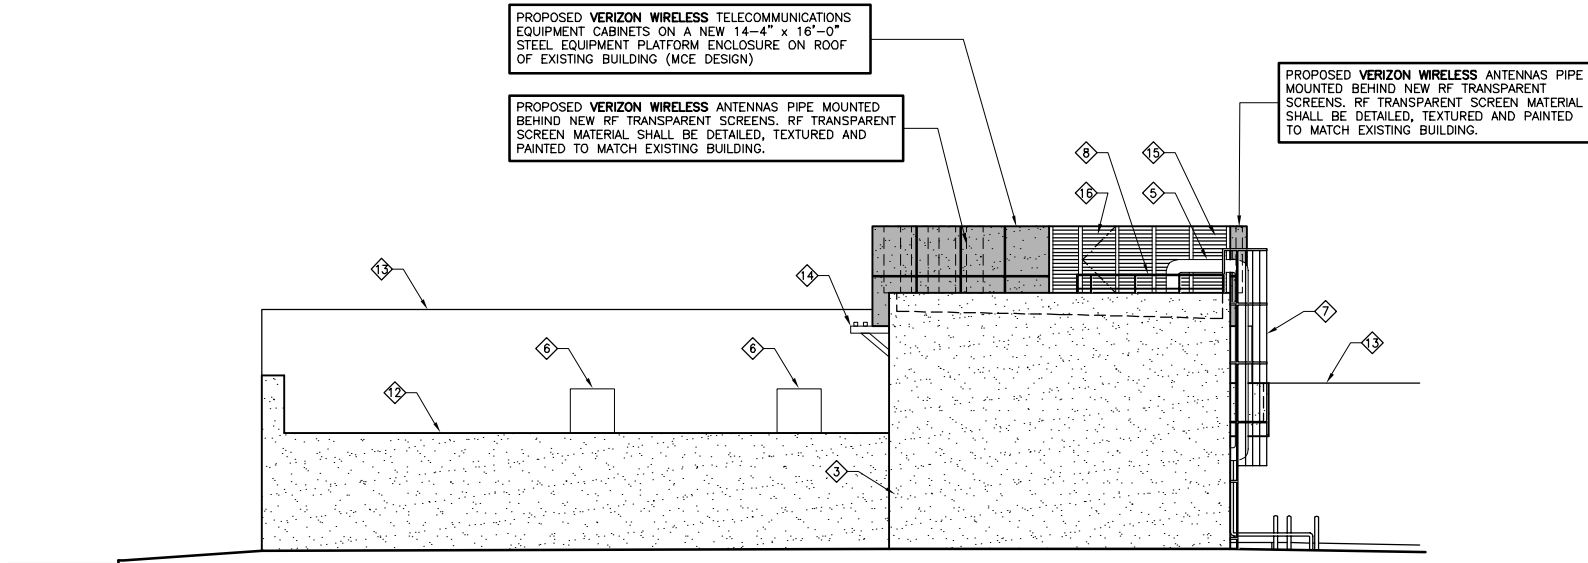 PROPOSED VERIZON WIRELESS TELECOMMUNICATIONS
EQUIPMENT CABINETS ON A NEW 14-4" x 16'-0"
STEEL EQUIPMENT PLATFORM ENCLOSURE ON ROOF
OF EXISTING BUILDING (MCE DESIGN)
PROPOSED VERIZON WIRELESS ANTENNAS PIPE
MOUNTED BEHIND NEW RF TRANSPARENT
SCREENS. RF TRANSPARENT SCREEN MATERIAL
SHALL BE DETAILED, TEXTURED AND PAINTED
TO MATCH EXISTING BUILDING.
PROPOSED VERIZON WIRELESS ANTENNAS PIPE MOUNTED
BEHIND NEW RF TRANSPARENT SCREENS. RF TRANSPARENT
SCREEN MATERIAL SHALL BE DETAILED, TEXTURED AND
PAINTED TO MATCH EXISTING BUILDING.
8
15
16
5
13
14
7
6
6
13
12
3